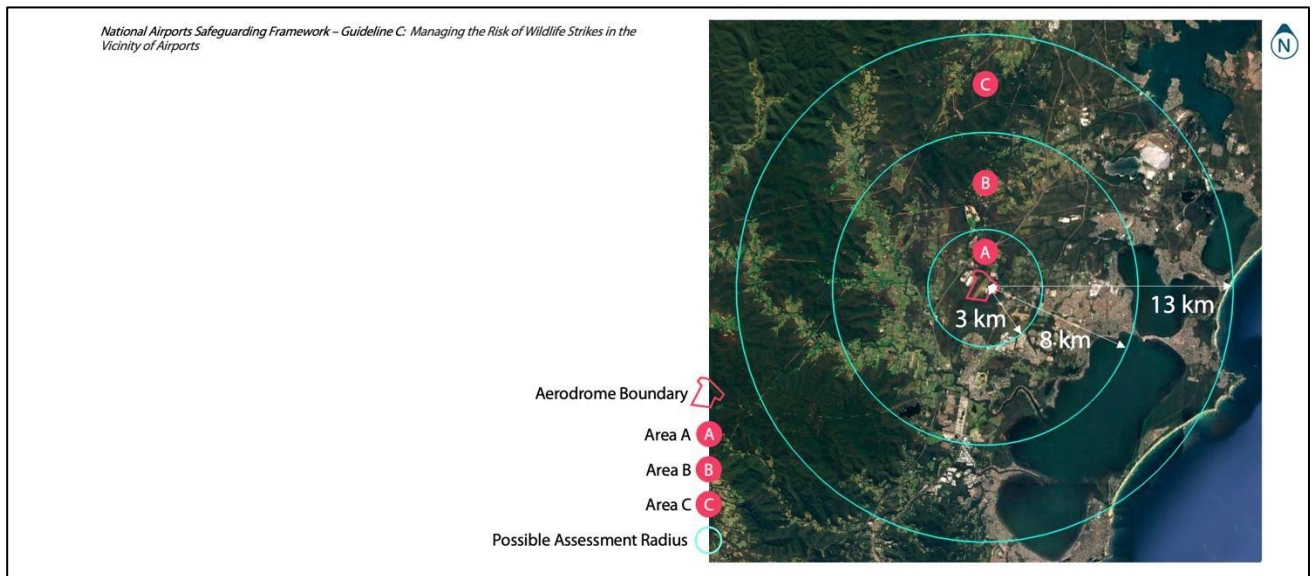 National Airports Safeguarding Framework – Guideline C: Managing the Risk of Wildlife Strikes in the
Vicinity of Airports
N
C
B
A
13 km
3 km
8 km
Aerodrome Boundary
Area A A
Area B B
Area C C
Possible Assessment Radius